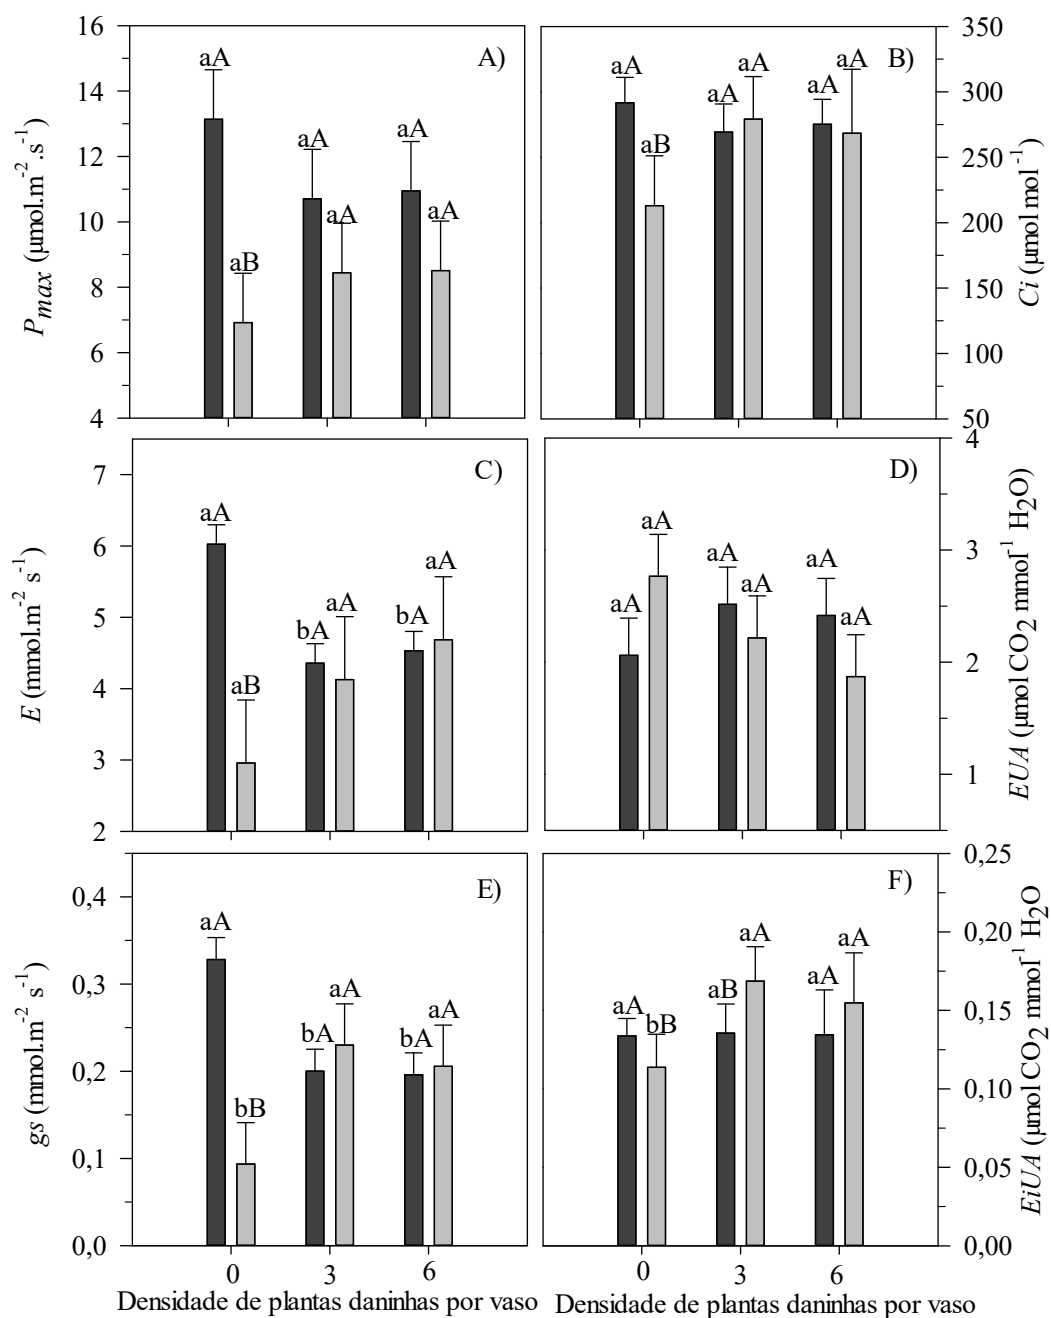 A)
P_max (μmol.m⁻².s⁻¹)
16
14
12
10
8
6
4
aA
aB
aA
aA
aA
aA
B)
Ci (μmol mol⁻¹)
350
300
250
200
150
100
50
aA
aB
aA
aA
aA
aA
C)
E (mmol.m⁻² s⁻¹)
7
6
5
4
3
2
aA
aB
bA
aA
bA
aA
D)
EUA (μmol CO₂ mmol⁻¹ H₂O)
4
3
2
1
aA
aA
aA
aA
aA
aA
E)
gs (mmol.m⁻² s⁻¹)
0,4
0,3
0,2
0,1
0,0
aA
bB
bA
aA
bA
aA
0
3
6
Densidade de plantas daninhas por vaso
F)
EiUA (μmol CO₂ mmol⁻¹ H₂O
0,25
0,20
0,15
0,10
0,05
0,00
aA
bB
aB
aA
aA
aA
0
3
6
Densidade de plantas daninhas por vaso